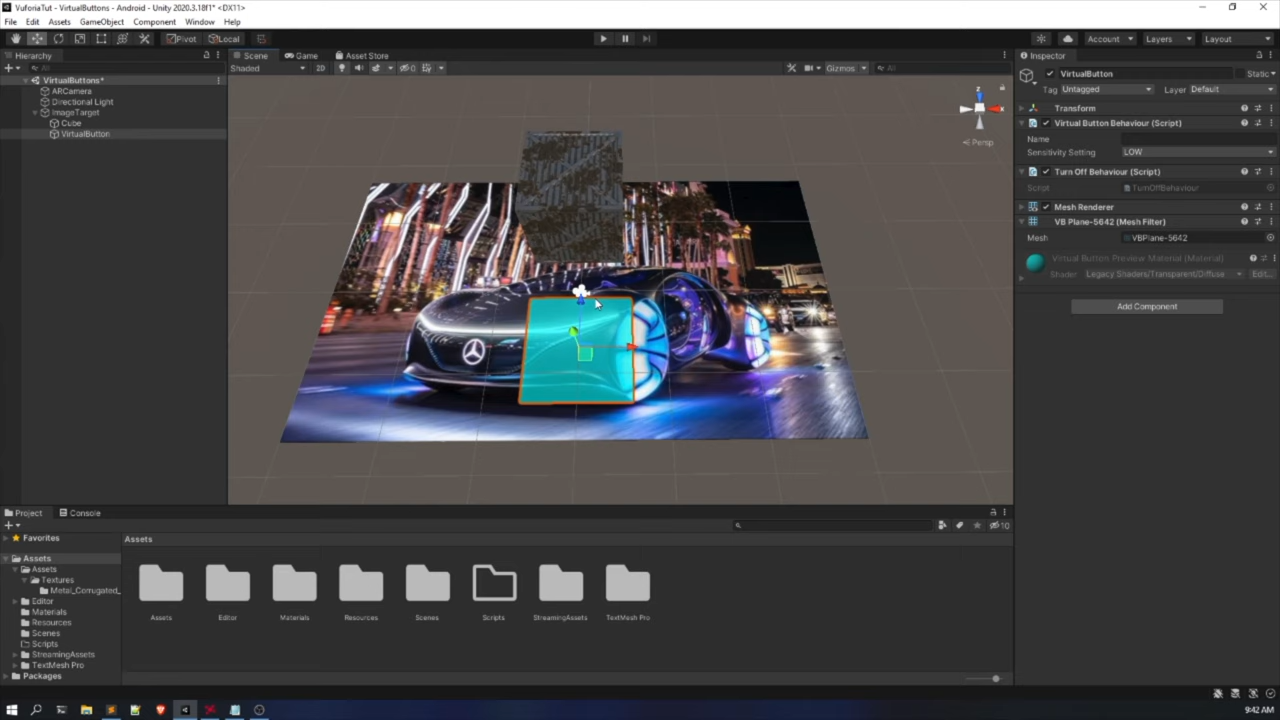 VuforiaTut - VirtualButtons - Android - Unity 2020.3.18f1* <DX11>
File Edit Assets GameObject Component Window Help
Pivot Local Account Layers Layout
Hierarchy Scene Game Asset Store Inspector
All Shaded 2D 0 Gizmos All
VirtualButtons*
ARCamera
Directional Light
ImageTarget
Cube
VirtualButton
z
x
Persp
VirtualButton Static
Tag Untagged Layer Default
Transform
Virtual Button Behaviour (Script)
Name
Sensitivity Setting LOW
Turn Off Behaviour (Script)
Script TurnOffBehaviour
Mesh Renderer
VB Plane-5642 (Mesh Filter)
Mesh VBPlane-5642
Virtual Button Preview Material (Material)
Shader Legacy Shaders/Transparent/Diffuse Edit...
Add Component
Project Console
10
Favorites
Assets
Assets
Textures
Metal_Corrugated_
Editor
Materials
Resources
Scenes
Scripts
StreamingAssets
TextMesh Pro
Packages
Assets
Assets Editor Materials Resources Scenes Scripts StreamingAssets TextMesh Pro
9:42 AM